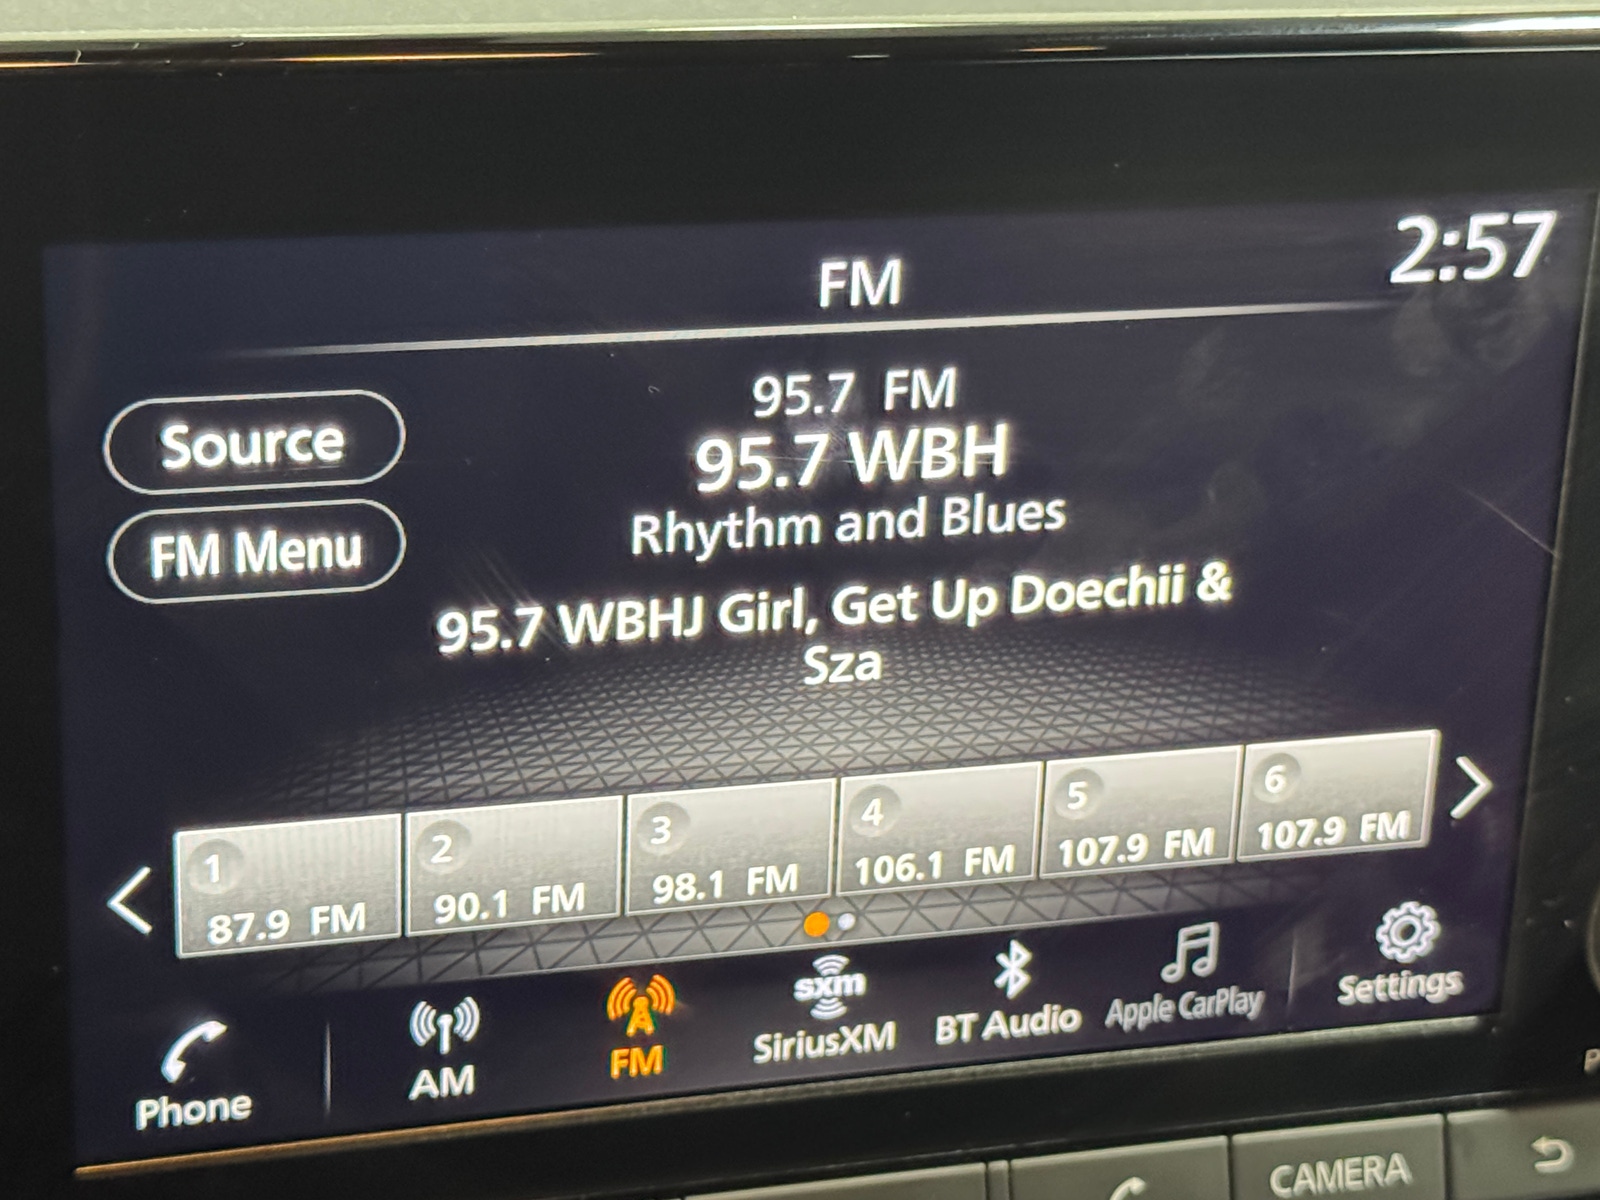 2:57
FM
95.7 FM
95.7 WBH
Rhythm and Blues
95.7 WBHJ Girl, Get Up Doechii &
Sza
Source
FM Menu
1
87.9 FM
2
90.1 FM
3
98.1 FM
4
106.1 FM
5
107.9 FM
6
107.9 FM
Phone
AM
FM
sxm
SiriusXM
BT Audio
Apple CarPlay
Settings
CAMERA